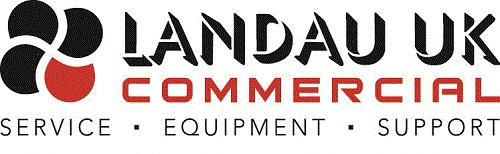 LANDAU UK
COMMERCIAL
SERVICE · EQUIPMENT · SUPPORT